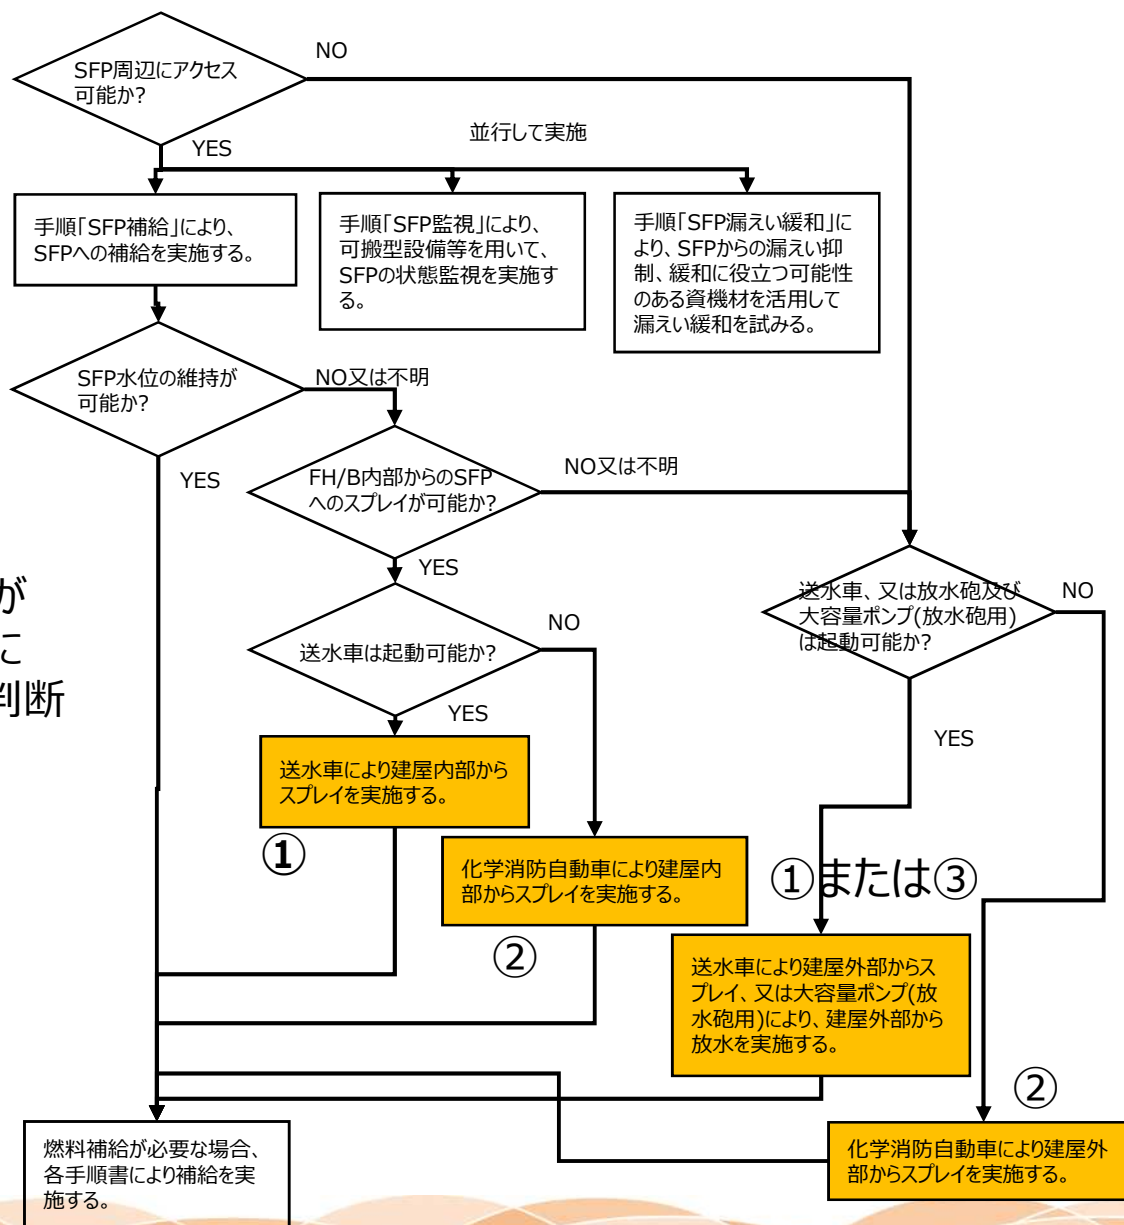 SFP周辺にアクセス
可能か?
NO
YES
並行して実施
手順「SFP補給」により、
SFPへの補給を実施する。
手順「SFP監視」により、
可搬型設備等を用いて、
SFPの状態監視を実施す
る。
手順「SFP漏えい緩和」に
より、SFPからの漏えい抑
制、緩和に役立つ可能性
のある資機材を活用して
漏えい緩和を試みる。
SFP水位の維持が
可能か?
NO又は不明
YES
FH/B内部からのSFP
へのスプレイが可能か?
NO又は不明
YES
が
に
判断
送水車は起動可能か?
NO
YES
送水車、又は放水砲及び
大容量ポンプ(放水砲用)
は起動可能か?
NO
YES
送水車により建屋内部から
スプレイを実施する。
①
化学消防自動車により建屋内
部からスプレイを実施する。
②
①または③
送水車により建屋外部からス
プレイ、又は大容量ポンプ(放
水砲用)により、建屋外部から
放水を実施する。
②
化学消防自動車により建屋外
部からスプレイを実施する。
燃料補給が必要な場合、
各手順書により補給を実
施する。